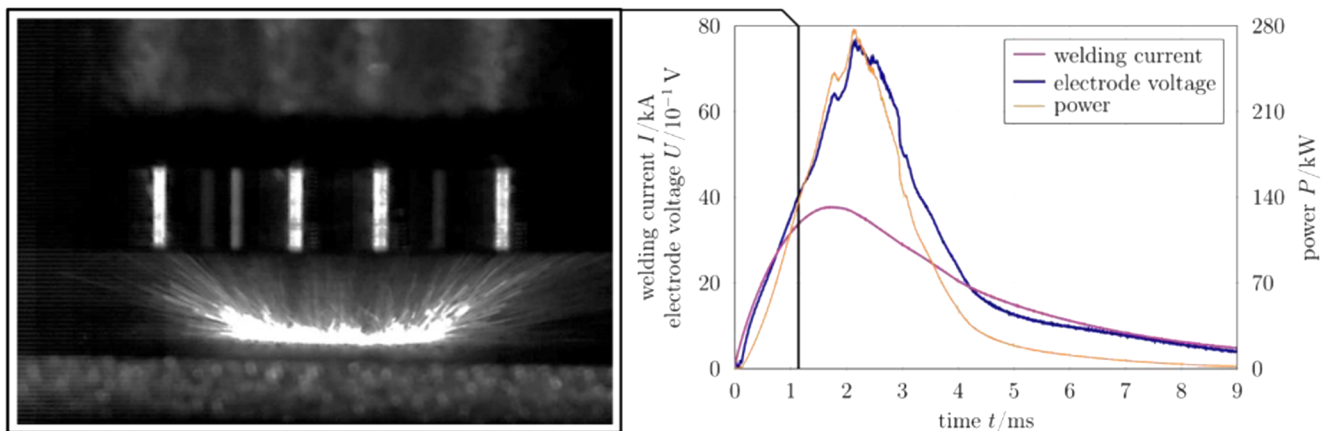 80
60
40
20
0
welding current I/kA
electrode voltage U/10⁻¹ V
280
210
140
70
0
power P/kW
welding current
electrode voltage
power
0 1 2 3 4 5 6 7 8 9
time t/ms